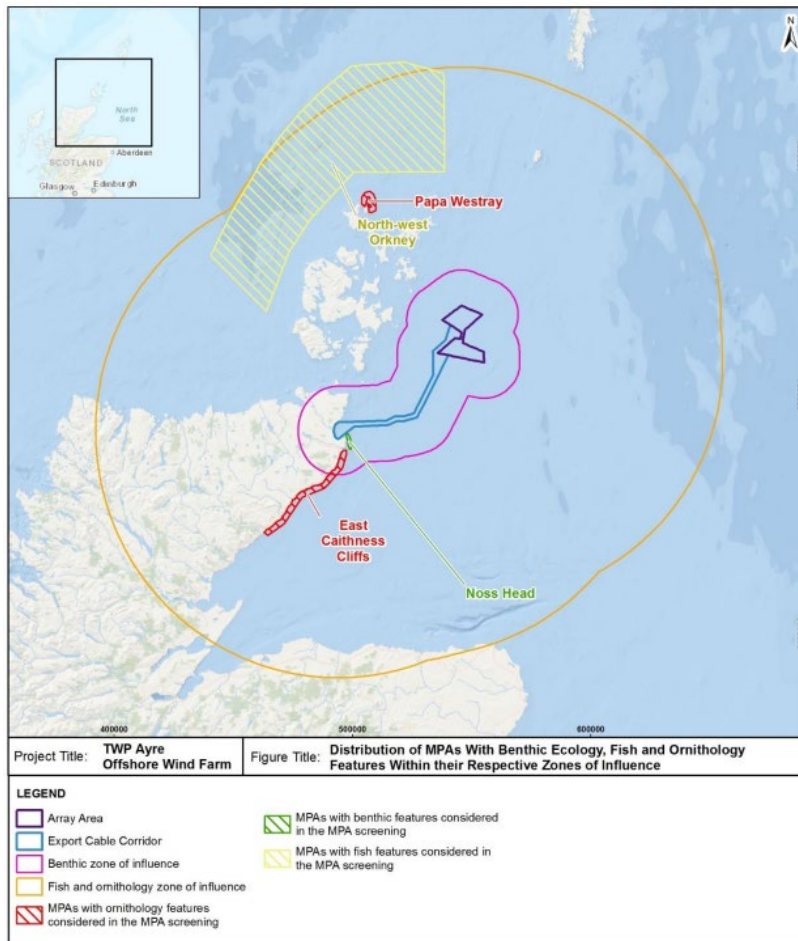 N
North
Sea
Aberdeen
SCOTLAND
Glasgow
Edinburgh
Papa Westray
North-west
Orkney
East
Caithness
Cliffs
Noss Head
400000
500000
600000
Project Title:
TWP Ayre
Offshore Wind Farm
Figure Title:
Distribution of MPAs With Benthic Ecology, Fish and Ornithology
Features Within their Respective Zones of Influence
LEGEND
Array Area
Export Cable Corridor
Benthic zone of influence
Fish and ornithology zone of influence
MPAs with ornithology features
considered in the MPA screening
MPAs with benthic features considered
in the MPA screening
MPAs with fish features considered in
the MPA screening